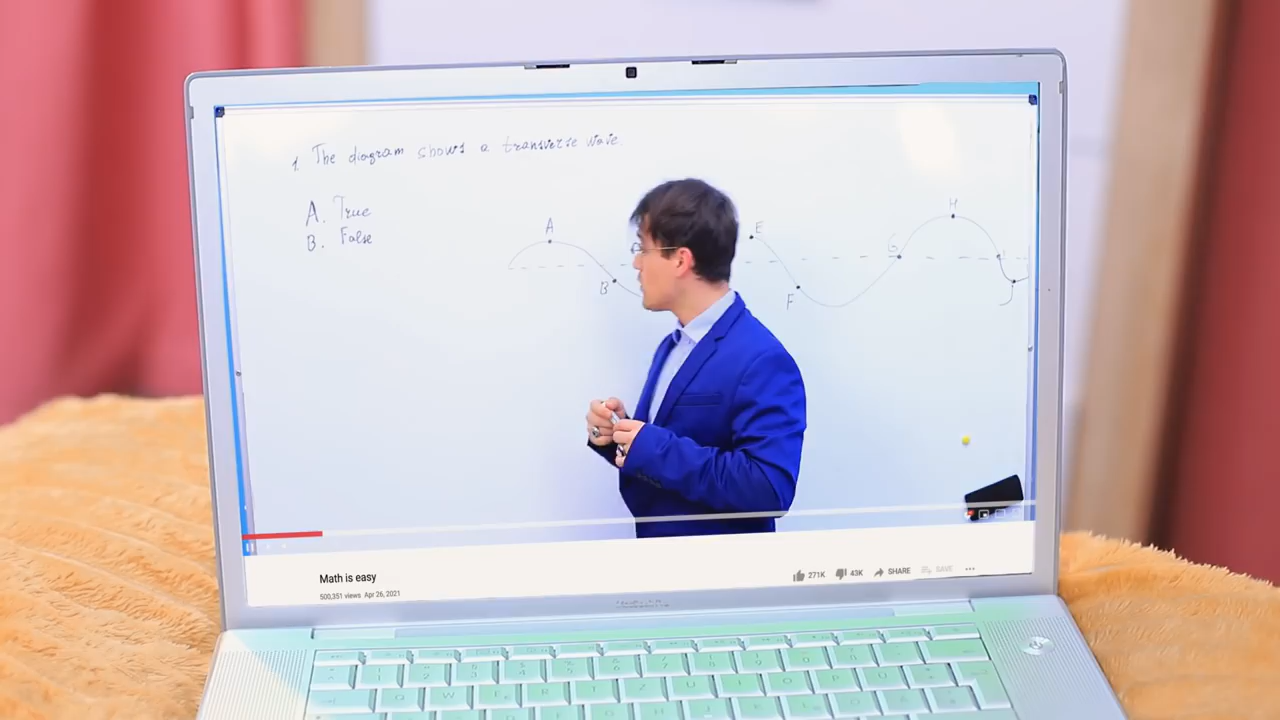 1. The diagram shows a transverse wave.
A. True
B. False
A
B
E
F
G
H
J
Math is easy
500,351 views Apr 26, 2021
271K
43K
SHARE
SAVE